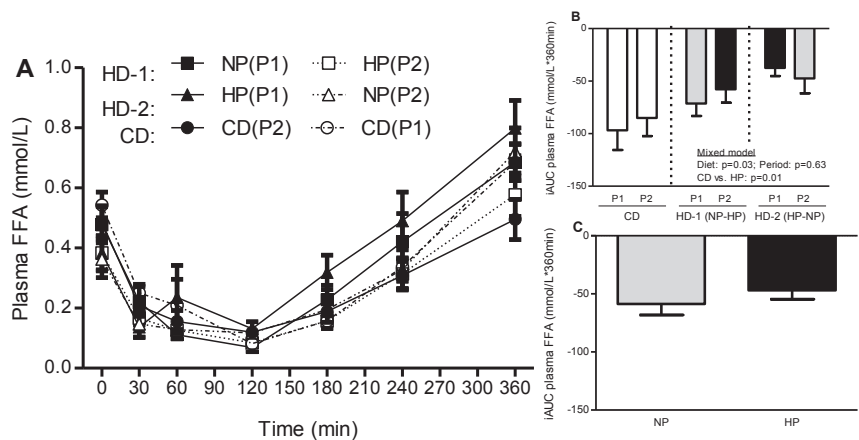 A
HD-1: NP(P1) HP(P2)
HD-2: HP(P1) NP(P2)
CD: CD(P2) CD(P1)
Plasma FFA (mmol/L)
1.0
0.8
0.6
0.4
0.2
0.0
0 30 60 90 120 150 180 210 240 270 300 330 360
Time (min)
B
iAUC plasma FFA (mmol/L*360min)
0
-50
-100
-150
Mixed model
Diet: p=0.03; Period: p=0.63
CD vs. HP: p=0.01
P1 P2 P1 P2 P1 P2
CD HD-1 (NP-HP) HD-2 (HP-NP)
C
iAUC plasma FFA (mmol/L*360min)
0
-50
-100
-150
NP HP